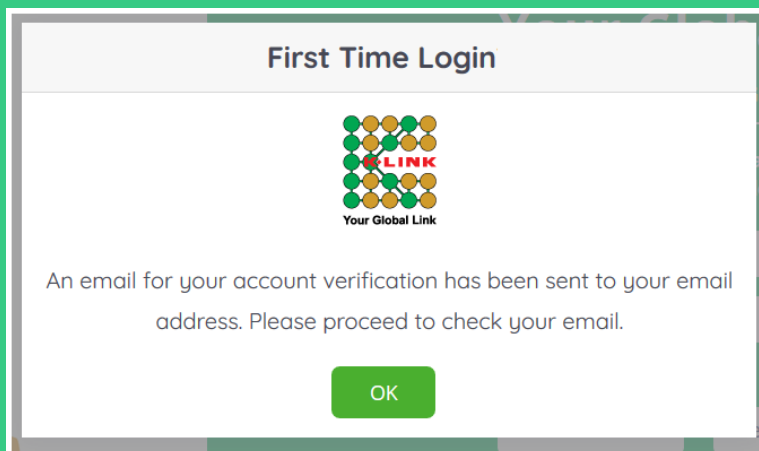 First Time Login
K-LINK
Your Global Link
An email for your account verification has been sent to your email
address. Please proceed to check your email.
OK